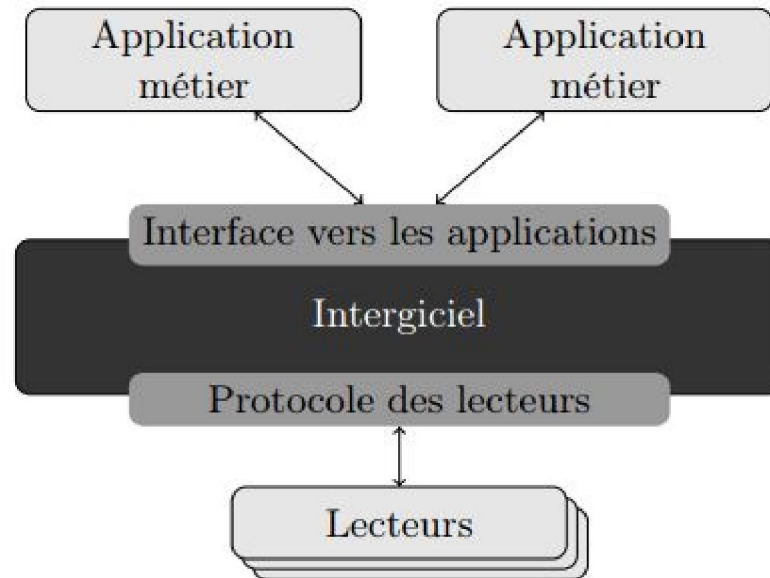 Application
métier
Application
métier
Interface vers les applications
Intergiciel
Protocole des lecteurs
Lecteurs